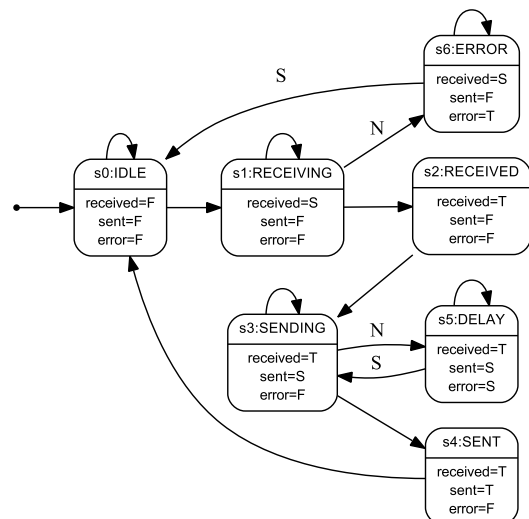 s6:ERROR
received=S
sent=F
error=T
S
N
s0:IDLE
received=F
sent=F
error=F
s1:RECEIVING
received=S
sent=F
error=F
s2:RECEIVED
received=T
sent=F
error=F
s3:SENDING
received=T
sent=S
error=F
N
S
s5:DELAY
received=T
sent=S
error=S
s4:SENT
received=T
sent=T
error=F